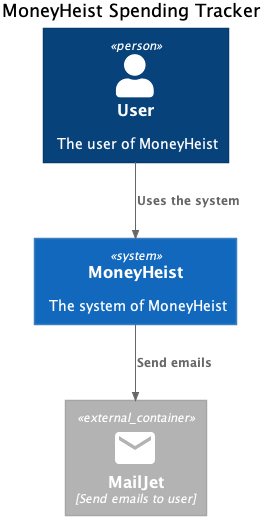 MoneyHeist Spending Tracker
«person»
User
The user of MoneyHeist
Uses the system
«system»
MoneyHeist
The system of MoneyHeist
Send emails
«external_container»
MailJet
[Send emails to user]